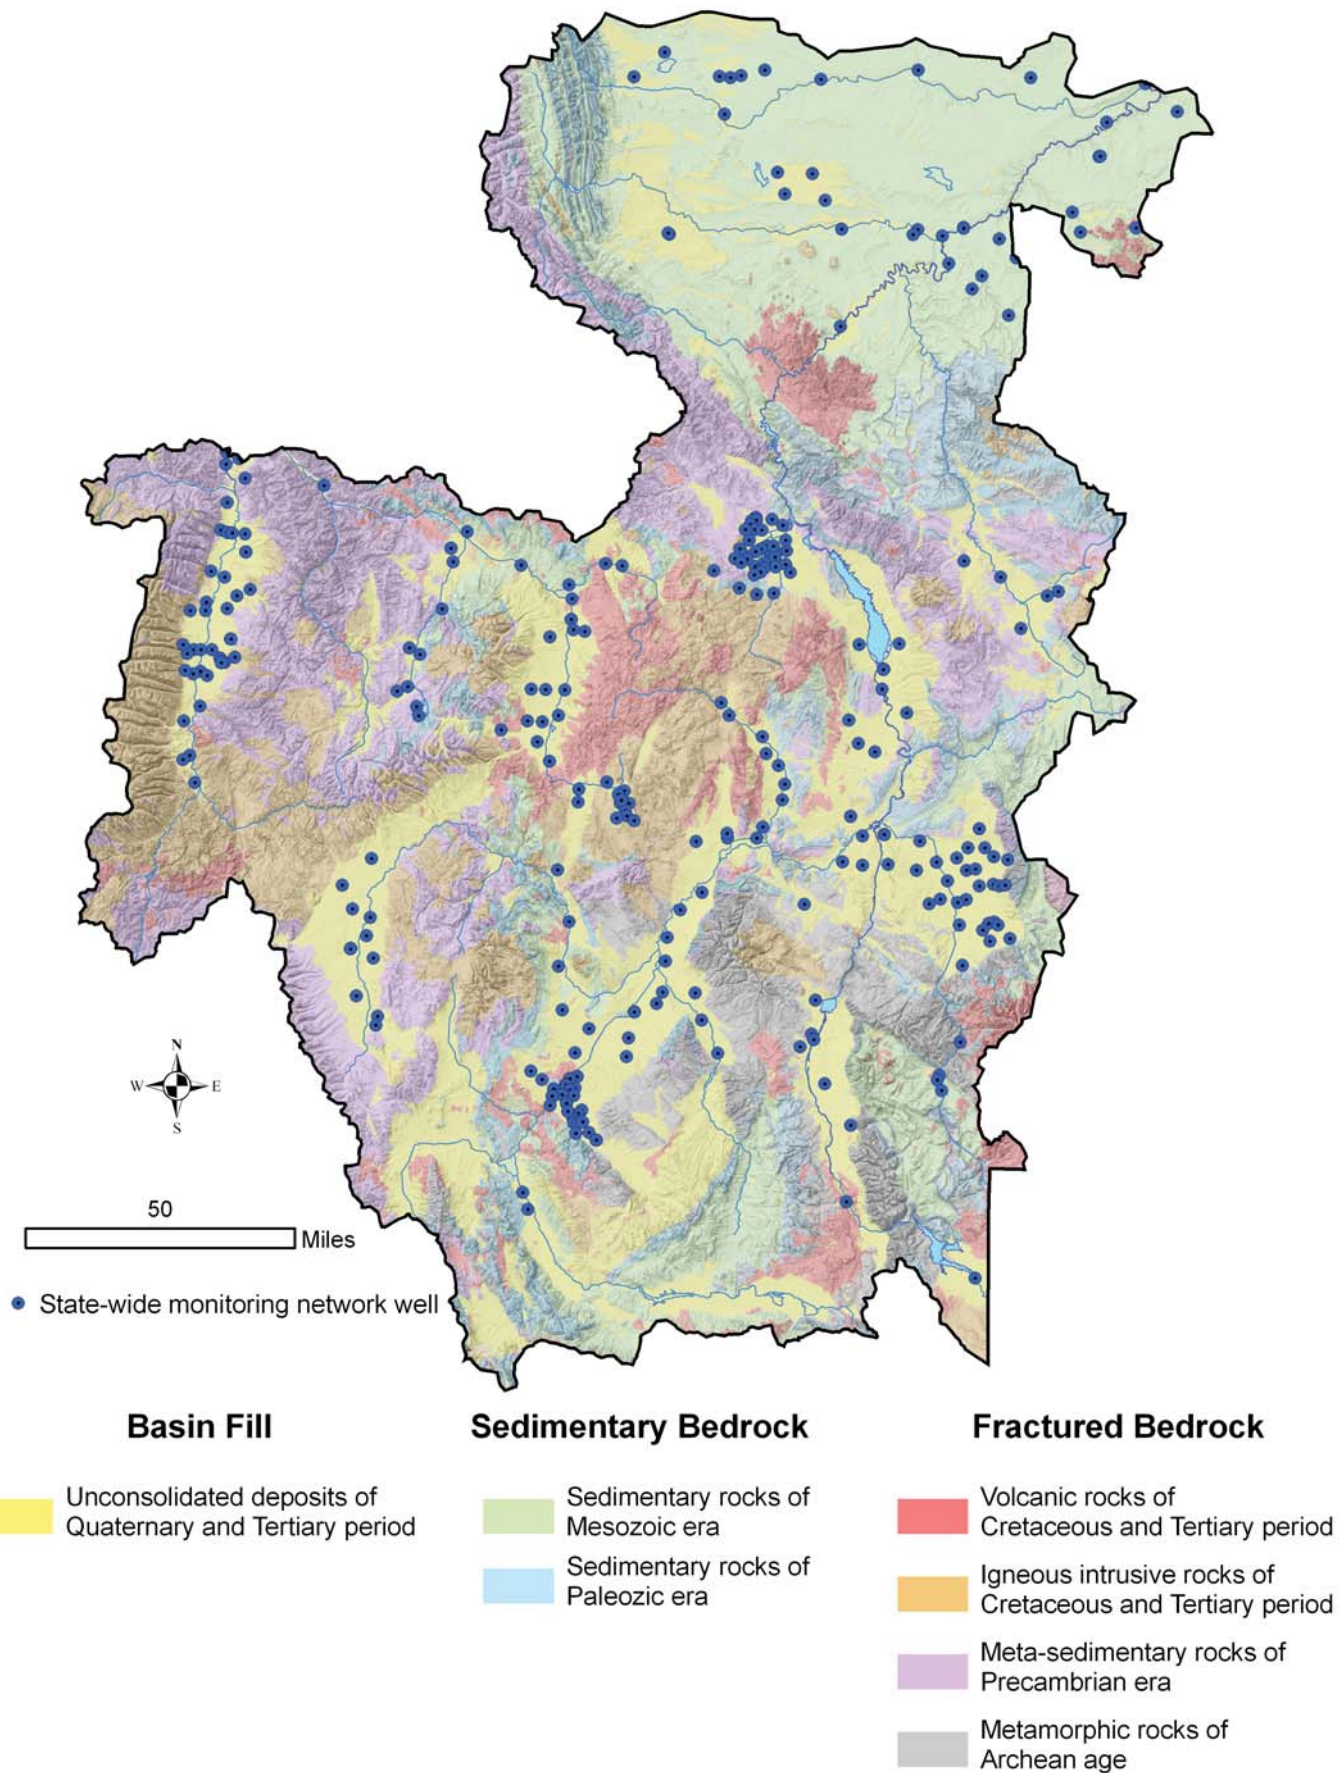 N
W E
S
50
Miles
State-wide monitoring network well
Basin Fill
Unconsolidated deposits of
Quaternary and Tertiary period
Sedimentary Bedrock
Sedimentary rocks of
Mesozoic era
Sedimentary rocks of
Paleozic era
Fractured Bedrock
Volcanic rocks of
Cretaceous and Tertiary period
Igneous intrusive rocks of
Cretaceous and Tertiary period
Meta-sedimentary rocks of
Precambrian era
Metamorphic rocks of
Archean age